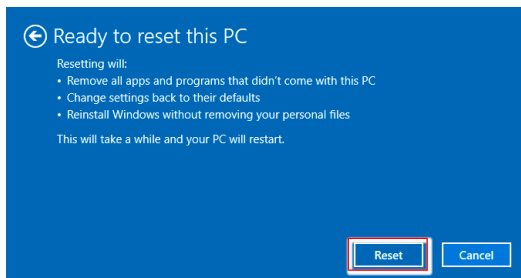 Ready to reset this PC
Resetting will:
• Remove all apps and programs that didn't come with this PC
• Change settings back to their defaults
• Reinstall Windows without removing your personal files
This will take a while and your PC will restart.
Reset
Cancel